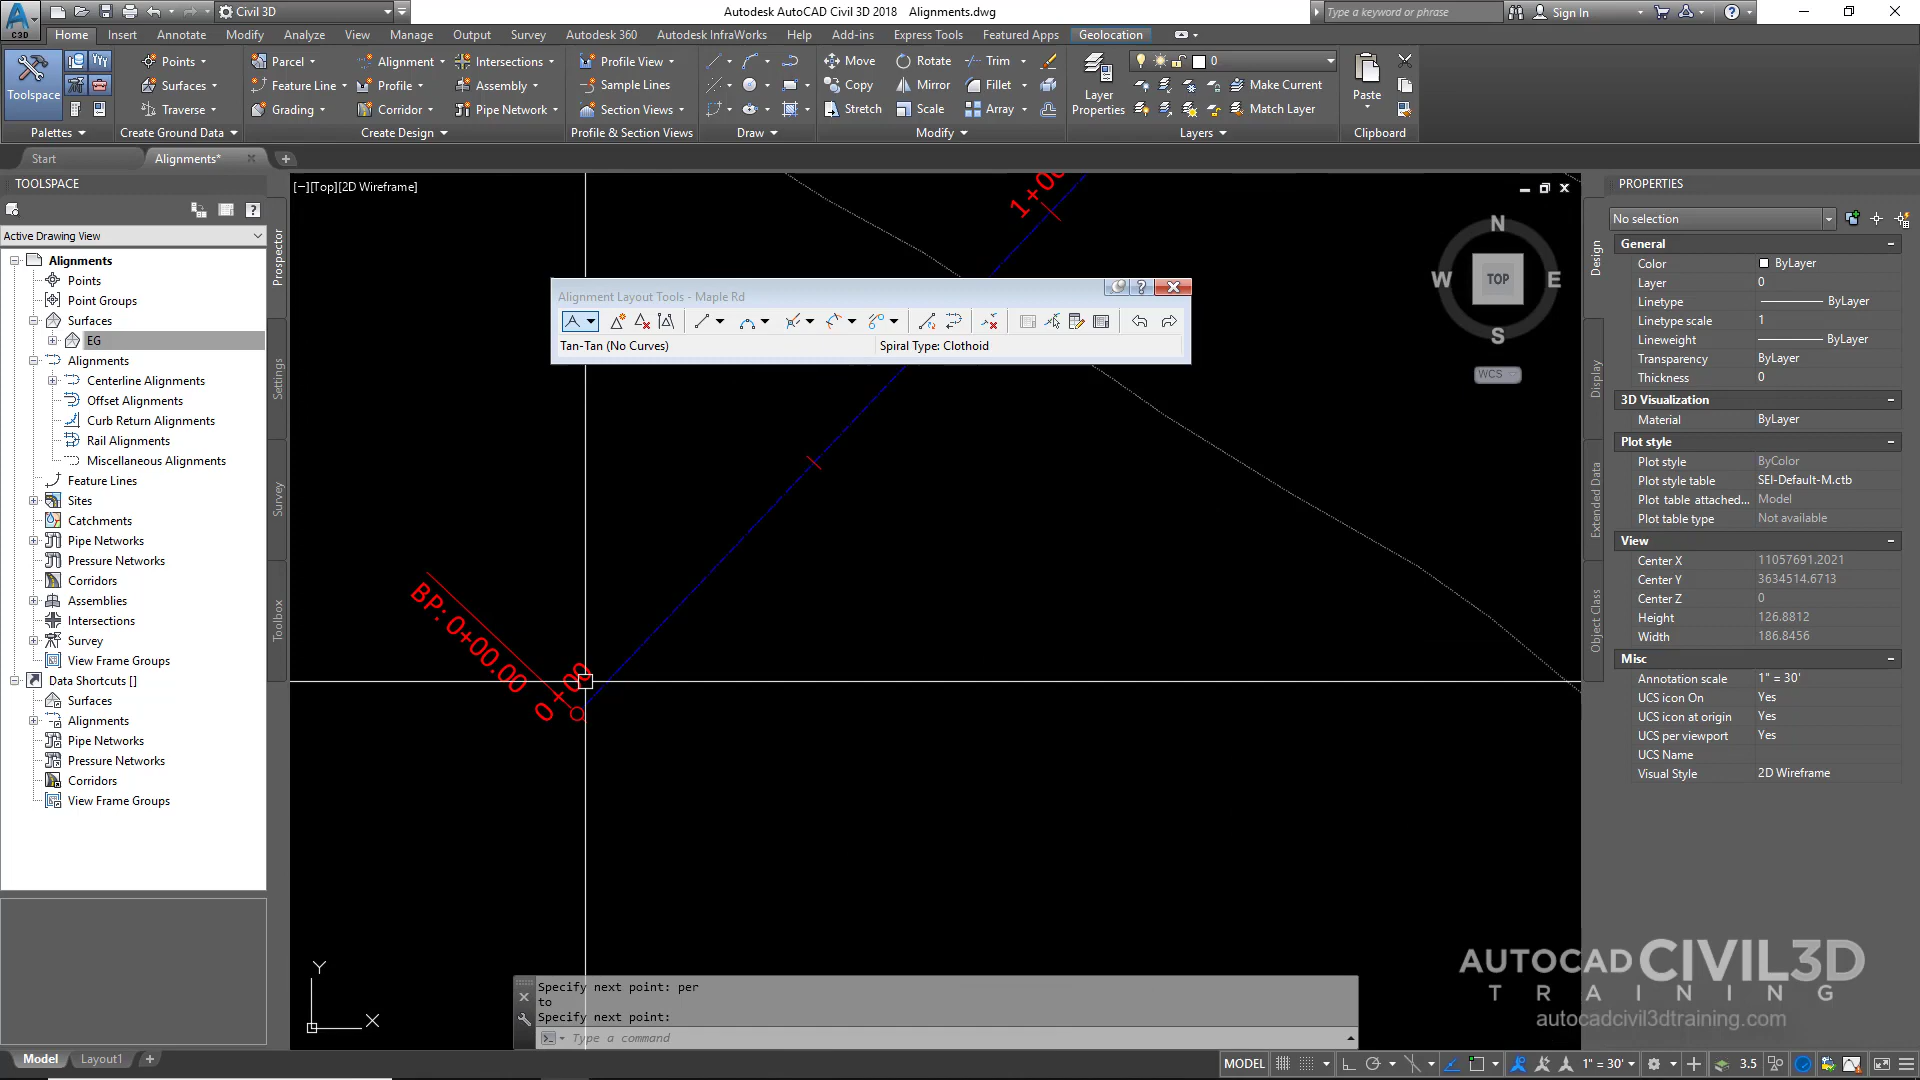 C3D
Civil 3D
Autodesk AutoCAD Civil 3D 2018 Alignments.dwg
Type a keyword or phrase
Sign In
Home Insert Annotate Modify Analyze View Manage Output Survey Autodesk 360 Autodesk InfraWorks Help Add-ins Express Tools Featured Apps Geolocation
Toolspace
Points
Surfaces
Traverse
Parcel
Feature Line
Grading
Alignment
Profile
Corridor
Intersections
Assembly
Pipe Network
Profile View
Sample Lines
Section Views
Move
Copy
Stretch
Rotate
Mirror
Scale
Trim
Fillet
Array
Layer
Properties
0
Make Current
Match Layer
Paste
Palettes Create Ground Data Create Design Profile & Section Views Draw Modify Layers Clipboard
Start Alignments*
TOOLSPACE
Active Drawing View
Alignments
Points
Point Groups
Surfaces
EG
Alignments
Centerline Alignments
Offset Alignments
Curb Return Alignments
Rail Alignments
Miscellaneous Alignments
Feature Lines
Sites
Catchments
Pipe Networks
Pressure Networks
Corridors
Assemblies
Intersections
Survey
View Frame Groups
Data Shortcuts []
Surfaces
Alignments
Pipe Networks
Pressure Networks
Corridors
View Frame Groups
Prospector
Settings
Survey
Toolbox
[−][Top][2D Wireframe]
Alignment Layout Tools - Maple Rd
Tan-Tan (No Curves) Spiral Type: Clothoid
BP: 0+00.00
0+00
N
W TOP E
S
WCS
Y
X
Specify next point: per
to
Specify next point:
Type a command
AUTOCAD CIVIL3D
TRAINING
autocadcivil3dtraining.com
PROPERTIES
No selection
Design
Display
Extended Data
Object Class
General
Color ByLayer
Layer 0
Linetype ByLayer
Linetype scale 1
Lineweight ByLayer
Transparency ByLayer
Thickness 0
3D Visualization
Material ByLayer
Plot style
Plot style ByColor
Plot style table SEI-Default-M.ctb
Plot table attached... Model
Plot table type Not available
View
Center X 11057691.2021
Center Y 3634514.6713
Center Z 0
Height 126.8812
Width 186.8456
Misc
Annotation scale 1" = 30'
UCS icon On Yes
UCS icon at origin Yes
UCS per viewport Yes
UCS Name
Visual Style 2D Wireframe
Model Layout1
MODEL 1" = 30' 3.5